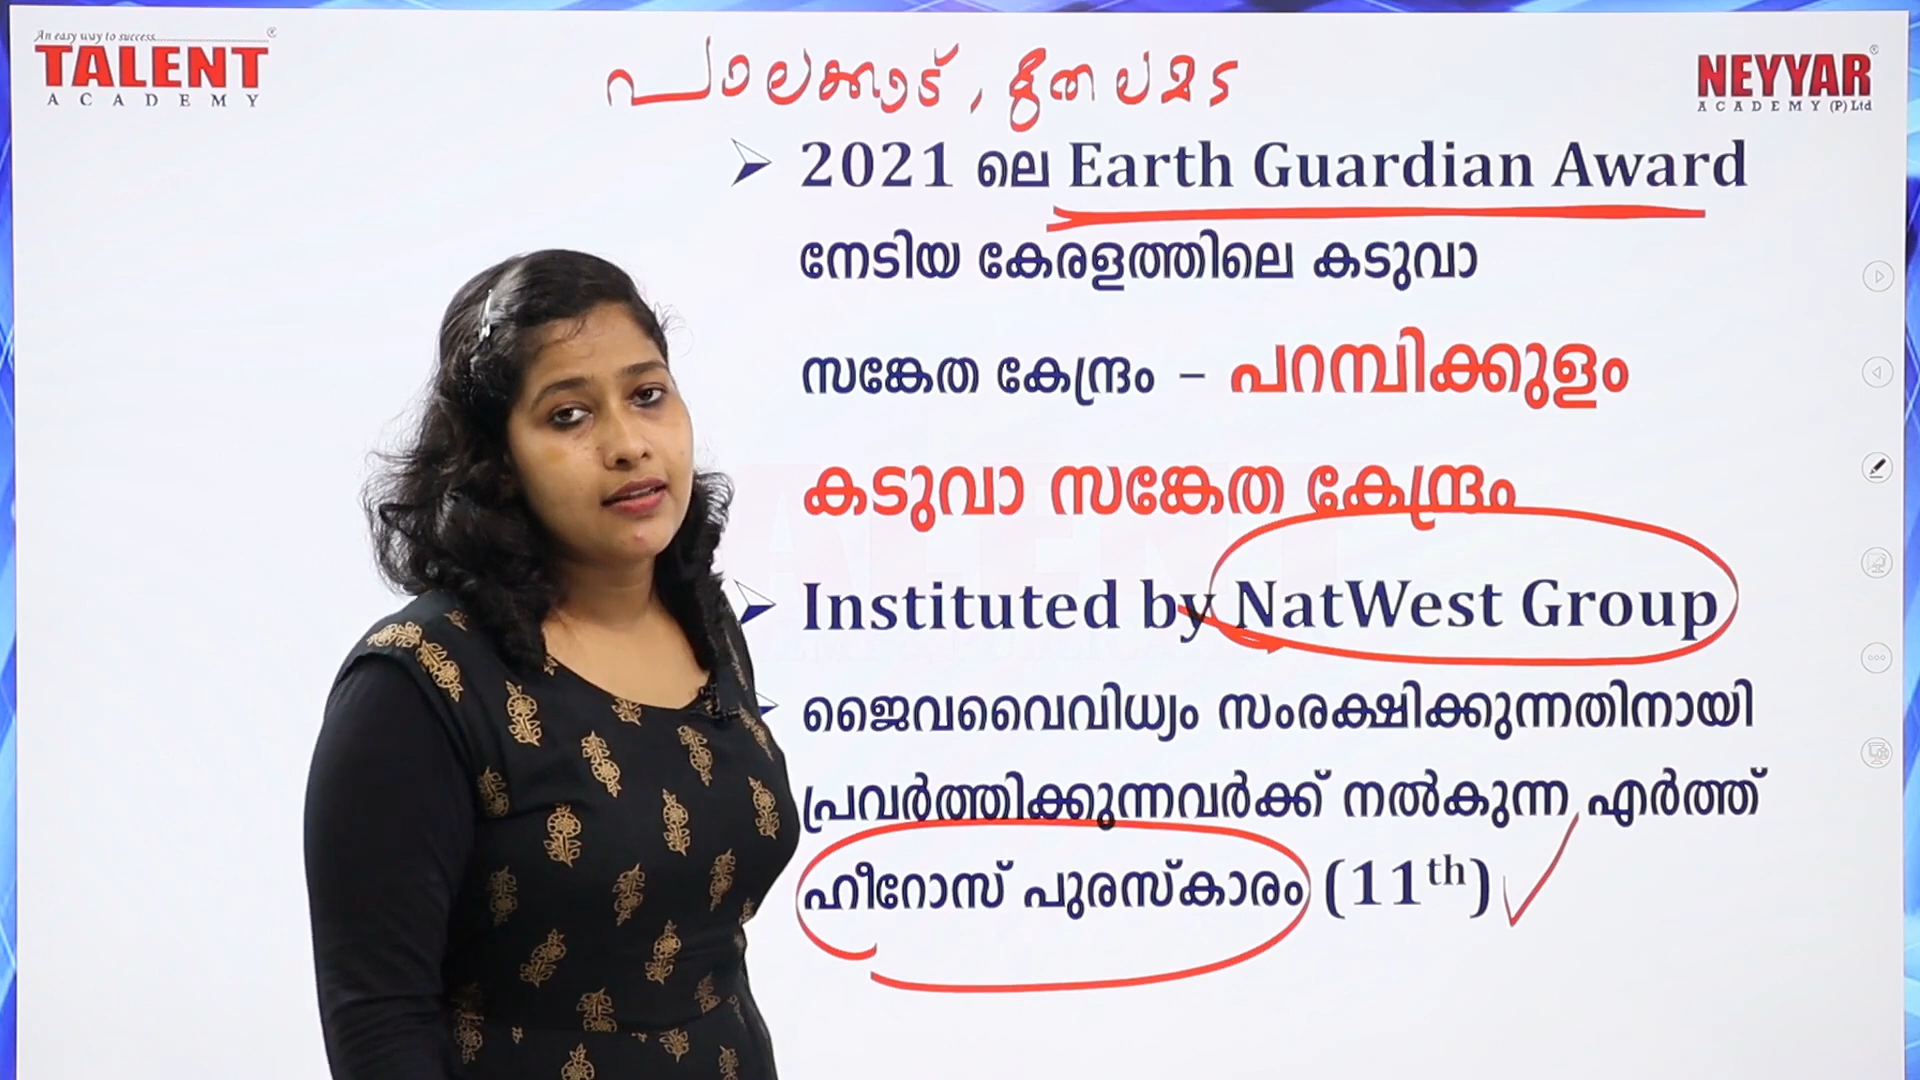 An easy way to success
TALENT
ACADEMY
NEYYAR
ACADEMY (P) Ltd
പാലക്കാട്, മുതലമട
2021 ലെ Earth Guardian Award
നേടിയ കേരളത്തിലെ കടുവാ
സങ്കേത കേന്ദ്രം – പറമ്പിക്കുളം
കടുവാ സങ്കേത കേന്ദ്രം
Instituted by NatWest Group
ജൈവവൈവിധ്യം സംരക്ഷിക്കുന്നതിനായി
പ്രവർത്തിക്കുന്നവർക്ക് നൽകുന്ന എർത്ത്
ഹീറോസ് പുരസ്കാരം (11th)